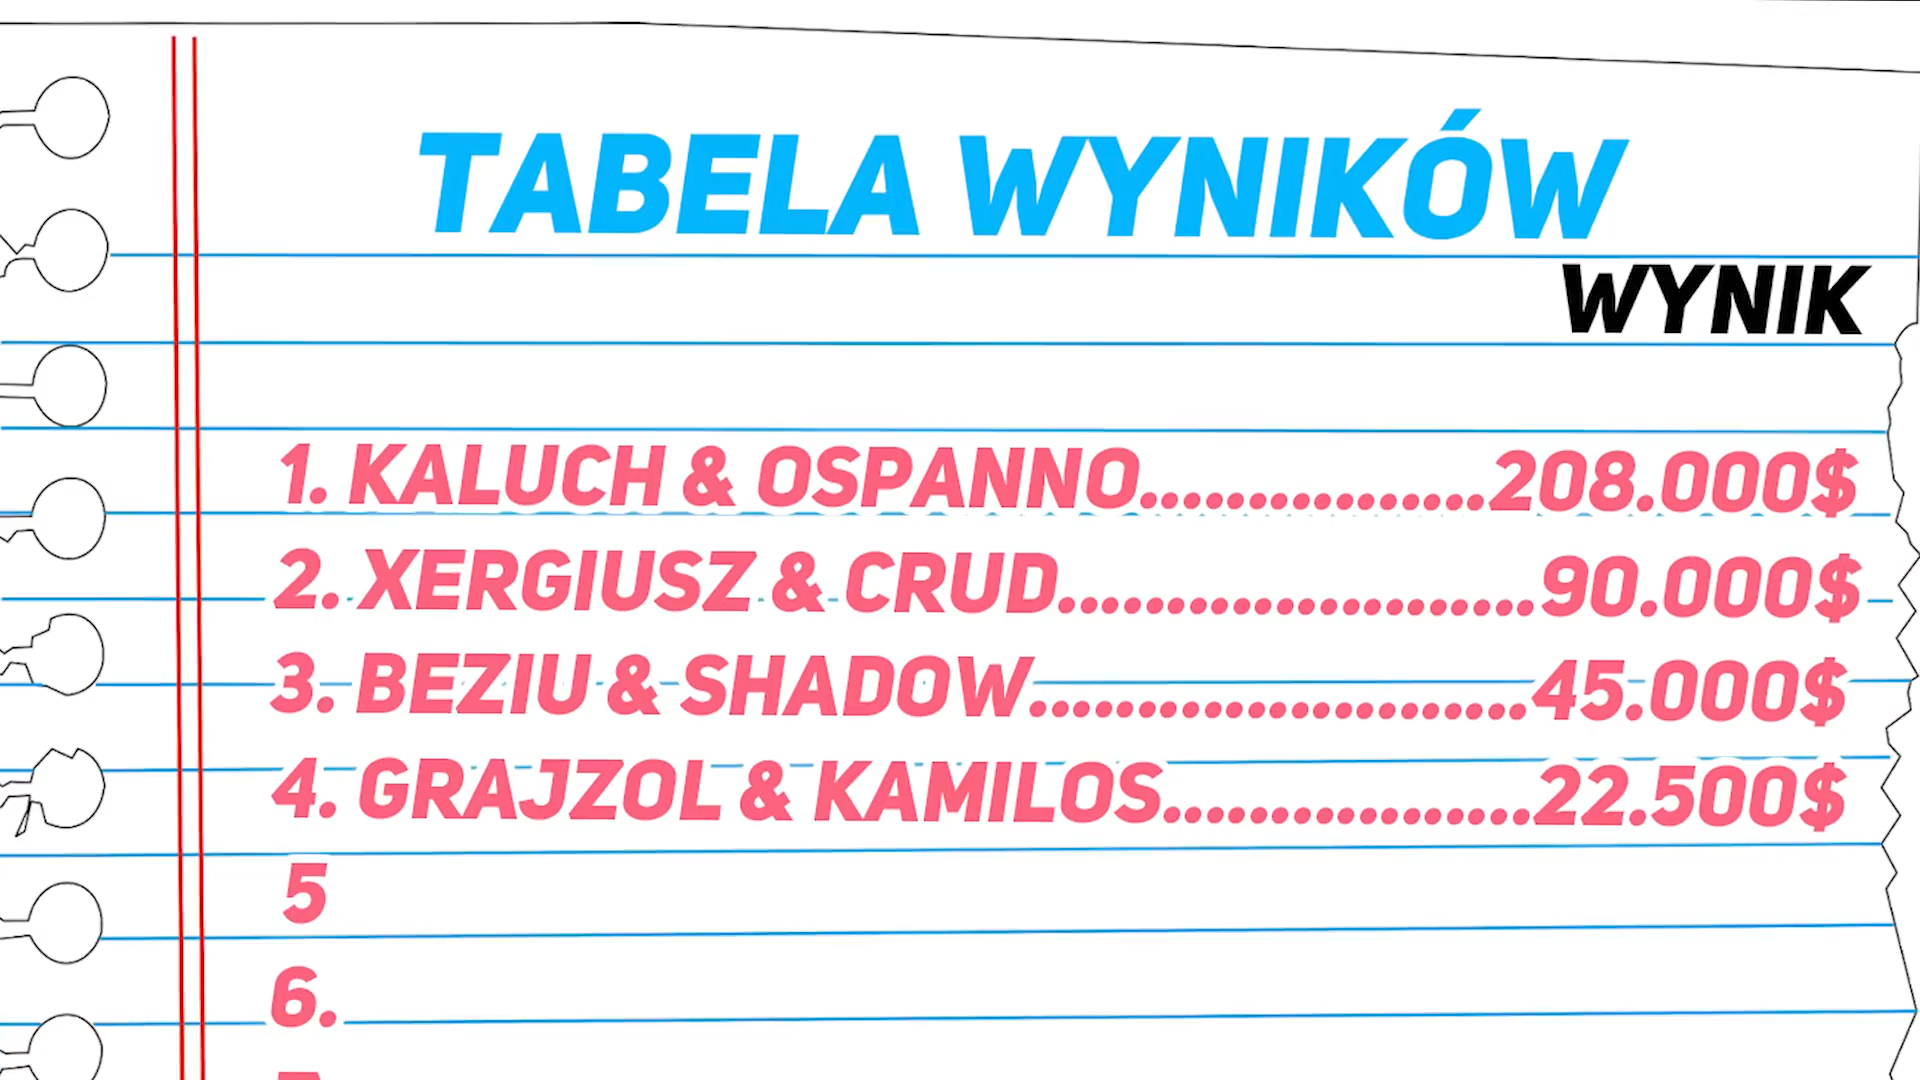 TABELA WYNIKÓW
WYNIK
1. KALUCH & OSPANNO................208.000$
2. XERGIUSZ & CRUD......................90.000$
3. BEZIU & SHADOW.......................45.000$
4. GRAJZOL & KAMILOS.................22.500$
5
6.